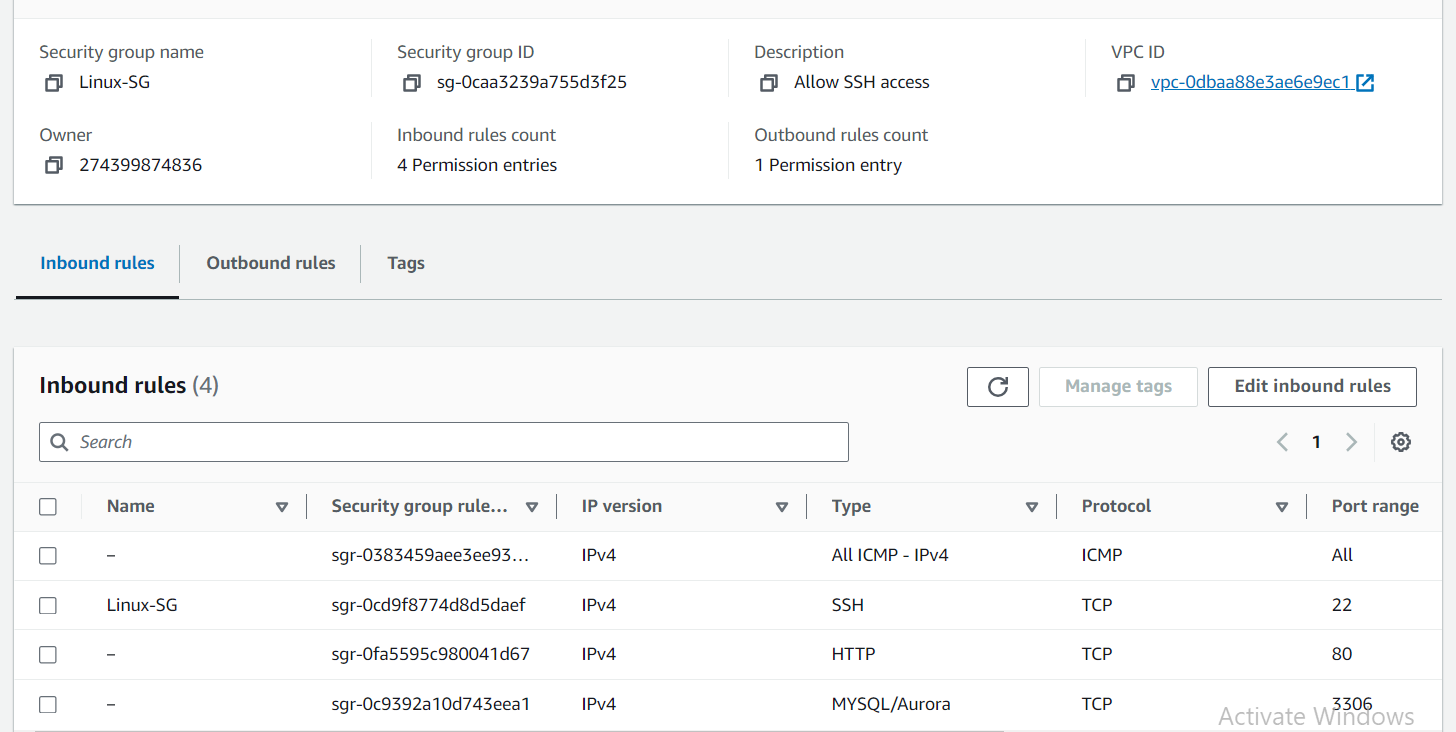 Security group name Security group ID Description VPC ID
Linux-SG sg-0caa3239a755d3f25 Allow SSH access vpc-0dbaa88e3ae6e9ec1
Owner Inbound rules count Outbound rules count
274399874836 4 Permission entries 1 Permission entry
Inbound rules Outbound rules Tags
Inbound rules (4) Manage tags Edit inbound rules
Search 1
Name Security group rule... IP version Type Protocol Port range
– sgr-0383459aee3ee93... IPv4 All ICMP - IPv4 ICMP All
Linux-SG sgr-0cd9f8774d8d5daef IPv4 SSH TCP 22
– sgr-0fa5595c980041d67 IPv4 HTTP TCP 80
– sgr-0c9392a10d743eea1 IPv4 MYSQL/Aurora TCP 3306
Activate Windows